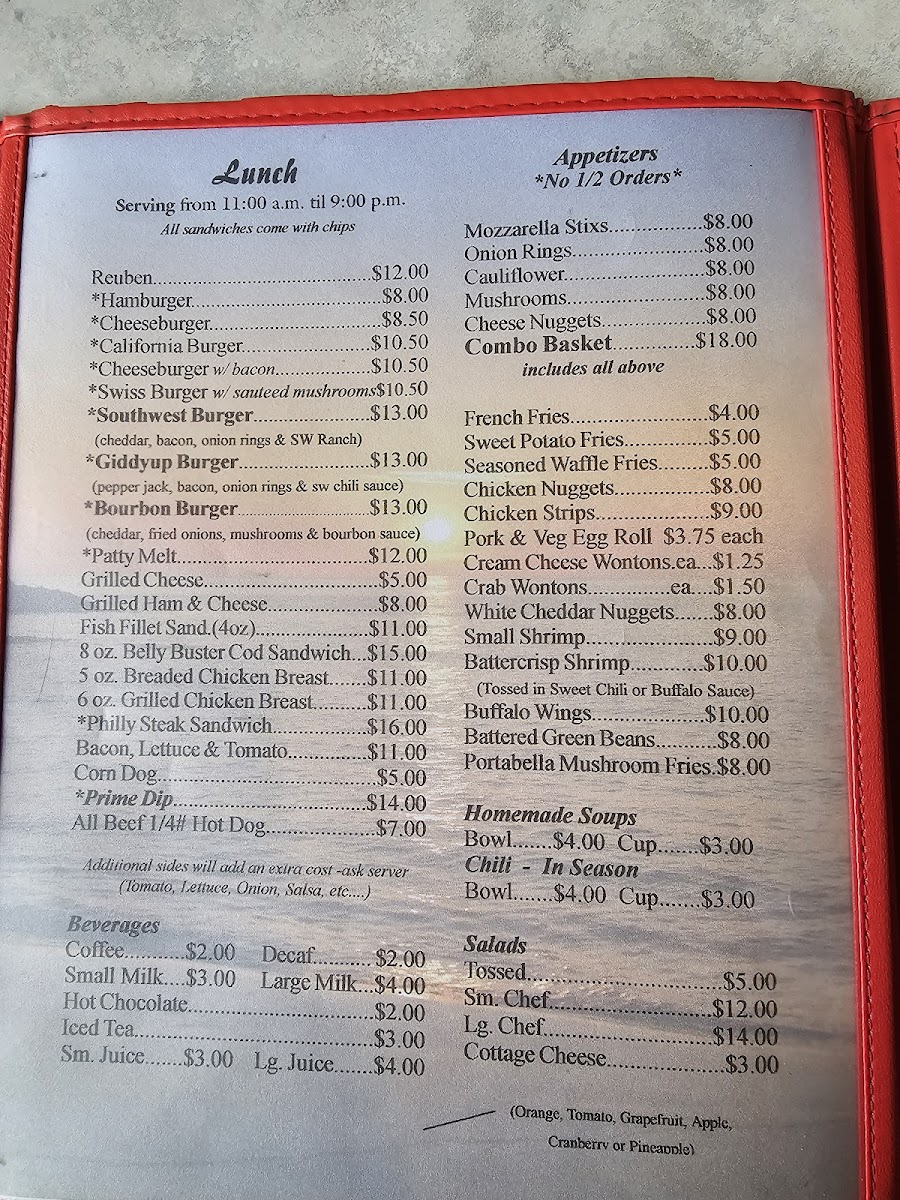 Lunch
Serving from 11:00 a.m. til 9:00 p.m.
All sandwiches come with chips
Reuben....................................$12.00
*Hamburger................................$8.00
*Cheeseburger.............................$8.50
*California Burger........................$10.50
*Cheeseburger w/ bacon....................$10.50
*Swiss Burger w/ sauteed mushrooms$10.50
*Southwest Burger.........................$13.00
(cheddar, bacon, onion rings & SW Ranch)
*Giddyup Burger...........................$13.00
(pepper jack, bacon, onion rings & sw chili sauce)
*Bourbon Burger...........................$13.00
(cheddar, fried onions, mushrooms & bourbon sauce)
*Patty Melt...............................$12.00
Grilled Cheese............................$5.00
Grilled Ham & Cheese......................$8.00
Fish Fillet Sand.(4oz)....................$11.00
8 oz. Belly Buster Cod Sandwich...$15.00
5 oz. Breaded Chicken Breast.......$11.00
6 oz. Grilled Chicken Breast.........$11.00
*Philly Steak Sandwich................$16.00
Bacon, Lettuce & Tomato.............$11.00
Corn Dog..................................$5.00
*Prime Dip................................$14.00
All Beef 1/4# Hot Dog...................$7.00
Additional sides will add an extra cost -ask server
(Tomato, Lettuce, Onion, Salsa, etc....)
Beverages
Coffee...........$2.00 Decaf...........$2.00
Small Milk....$3.00 Large Milk...$4.00
Hot Chocolate.............................$2.00
Iced Tea..................................$3.00
Sm. Juice.......$3.00 Lg. Juice.......$4.00
Appetizers
*No 1/2 Orders*
Mozzarella Stixs.................$8.00
Onion Rings........................$8.00
Cauliflower.........................$8.00
Mushrooms.........................$8.00
Cheese Nuggets...................$8.00
Combo Basket...............$18.00
includes all above
French Fries.........................$4.00
Sweet Potato Fries...............$5.00
Seasoned Waffle Fries.........$5.00
Chicken Nuggets.................$8.00
Chicken Strips.....................$9.00
Pork & Veg Egg Roll $3.75 each
Cream Cheese Wontons.ea...$1.25
Crab Wontons...............ea....$1.50
White Cheddar Nuggets.......$8.00
Small Shrimp.......................$9.00
Battercrisp Shrimp.............$10.00
(Tossed in Sweet Chili or Buffalo Sauce)
Buffalo Wings....................$10.00
Battered Green Beans..........$8.00
Portabella Mushroom Fries.$8.00
Homemade Soups
Bowl.......$4.00 Cup.......$3.00
Chili - In Season
Bowl.......$4.00 Cup.......$3.00
Salads
Tossed....................................$5.00
Sm. Chef..............................$12.00
Lg. Chef...............................$14.00
Cottage Cheese......................$3.00
(Orange, Tomato, Grapefruit, Apple,
Cranberry or Pineapple)